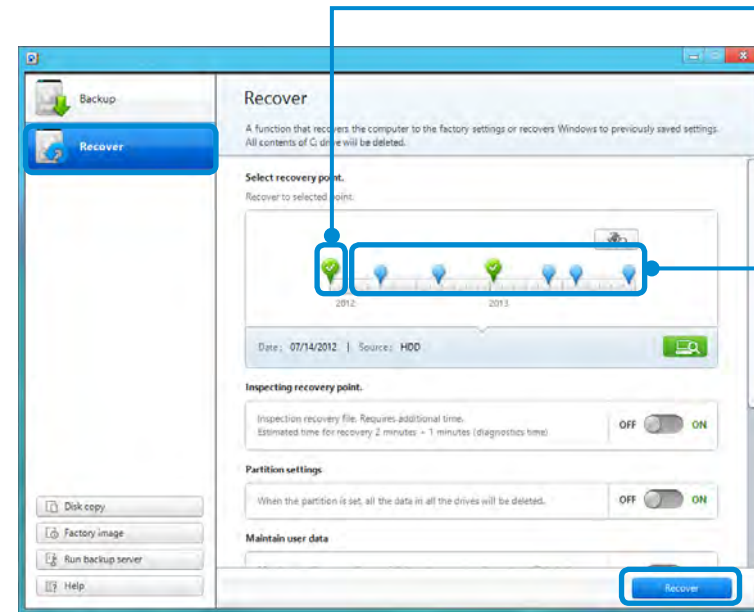 Backup
Recover
Disk copy
Factory image
Run backup server
Help
Recover
A function that recovers the computer to the factory settings or recovers Windows to previously saved settings.
All contents of C: drive will be deleted.
Select recovery point.
Recover to selected point.
2012
2013
Date: 07/14/2012 | Source: HDD
Inspecting recovery point.
Inspection recovery file. Requires additional time.
Estimated time for recovery 2 minutes + 1 minutes (diagnostics time)
OFF ON
Partition settings
When the partition is set, all the data in all the drives will be deleted.
OFF ON
Maintain user data
Recover